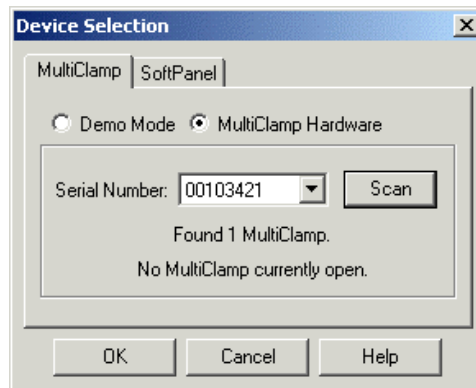 Device Selection
MultiClamp SoftPanel
Demo Mode MultiClamp Hardware
Serial Number: 00103421 Scan
Found 1 MultiClamp.
No MultiClamp currently open.
OK Cancel Help